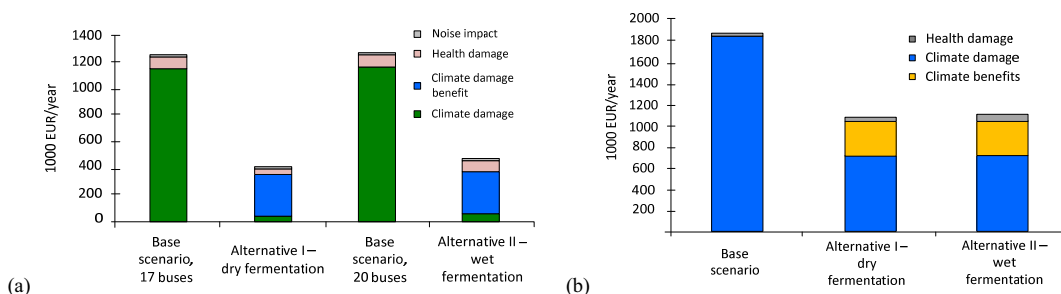 1400
1200
1000
800
600
400
200
0
1000 EUR/year
Noise impact
Health damage
Climate damage
benefit
Climate damage
Base
scenario,
17 buses
Alternative I –
dry fermentation
Base
scenario,
20 buses
Alternative II –
wet
fermentation
(a)
2000
1800
1600
1400
1200
1000
800
600
400
200
1000 EUR/year
Health damage
Climate damage
Climate benefits
Base
scenario
Alternative I –
dry
fermentation
Alternative II –
wet
fermentation
(b)